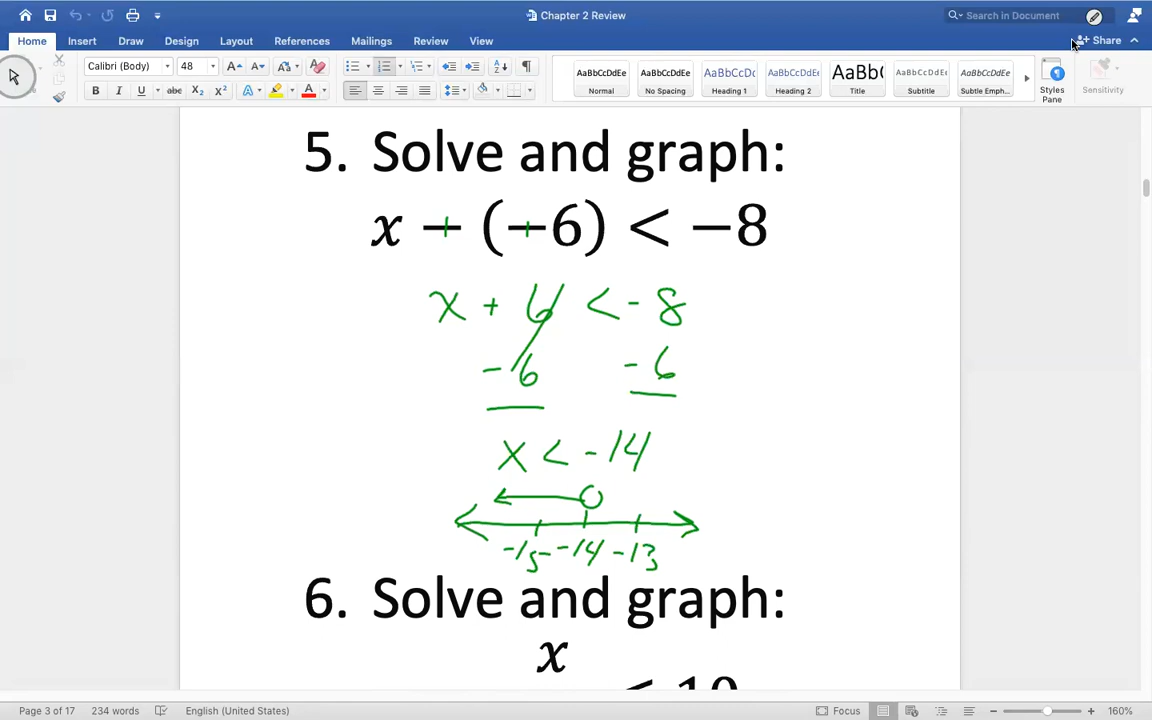 Chapter 2 Review
Search in Document
Home Insert Draw Design Layout References Mailings Review View
Share
Calibri (Body) 48
AaBbCcDdEe AaBbCcDdEe AaBbCcDc AaBbCcDdEe AaBb( AaBbCcDdEe AaBbCcDdEe
Normal No Spacing Heading 1 Heading 2 Title Subtitle Subtle Emph...
Styles Pane
Sensitivity
5. Solve and graph:
x − (−6) < −8
x + 6 < - 8
- 6 - 6
x < - 14
-15 -14 -13
6. Solve and graph:
x
< 10
Page 3 of 17 234 words English (United States) Focus 160%